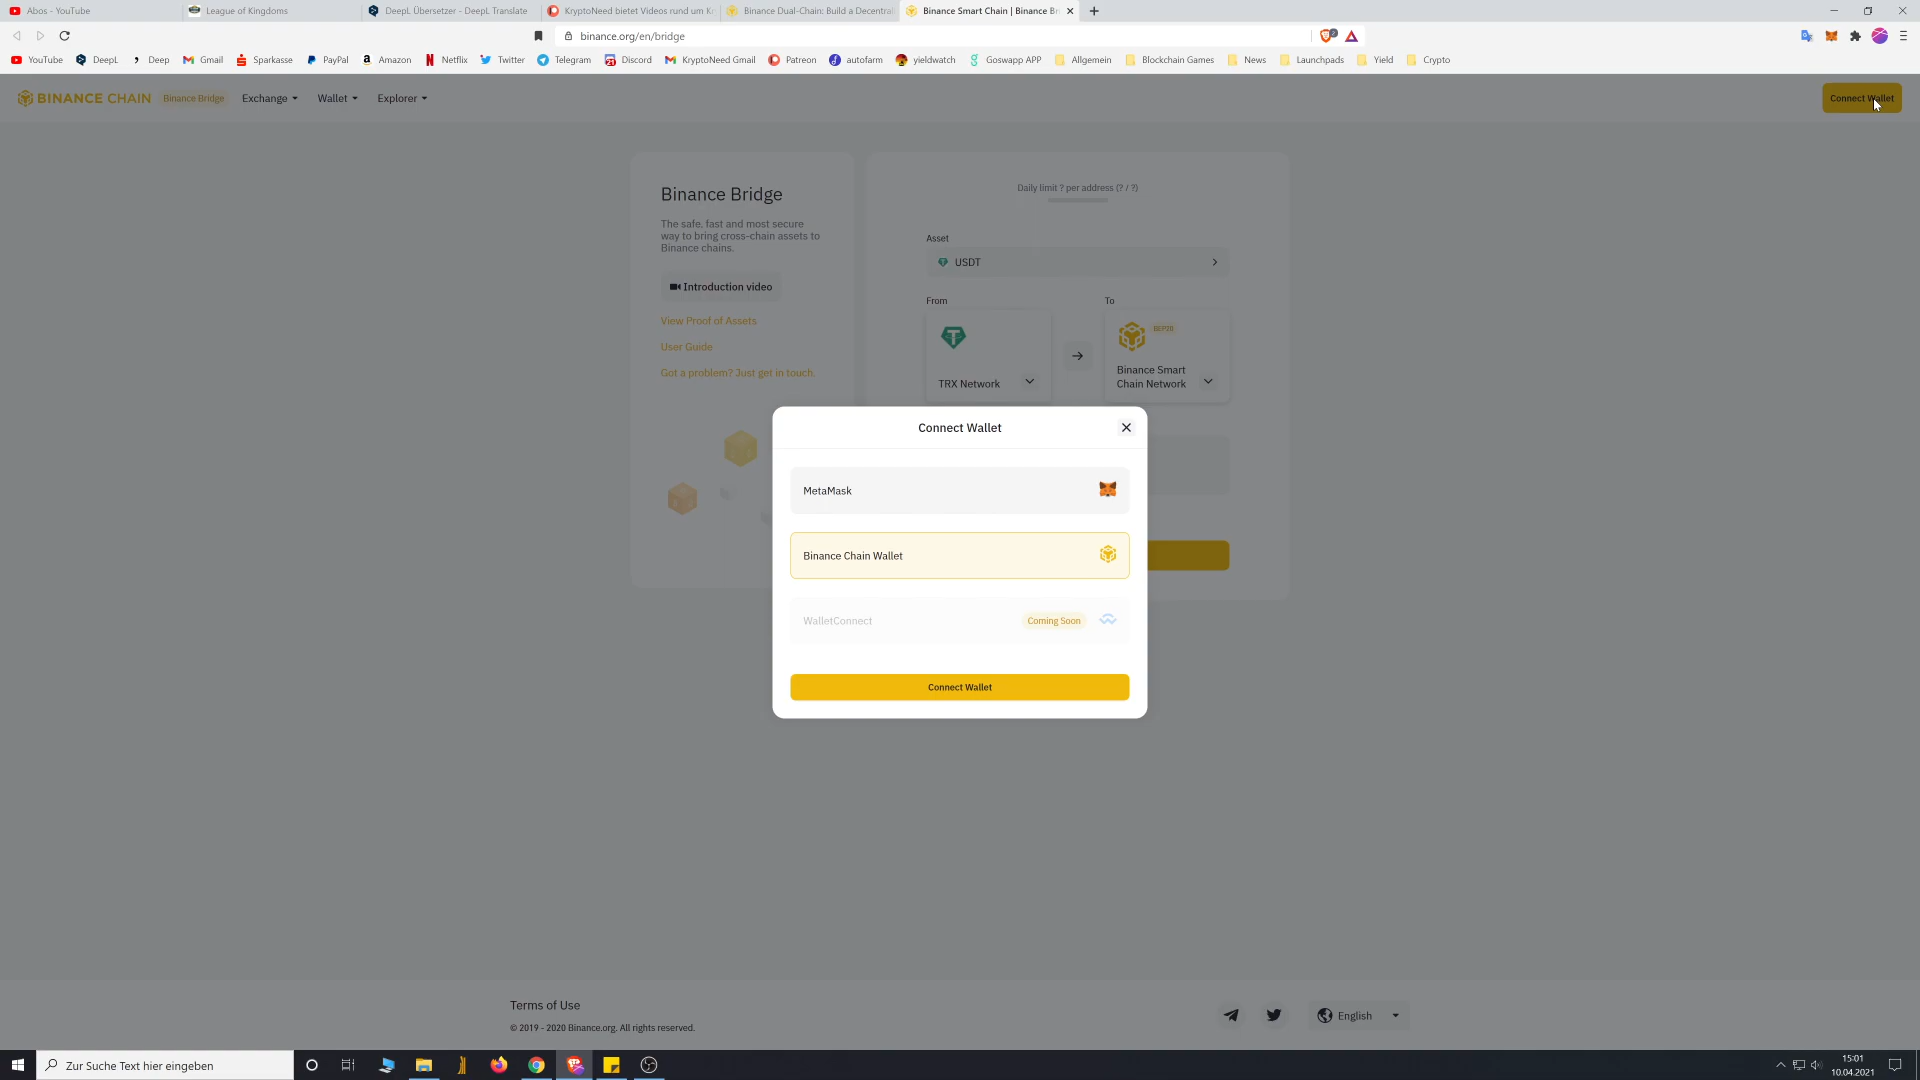 Abos - YouTube
League of Kingdoms
DeepL Übersetzer - DeepL Translate
KryptoNeed bietet Videos rund um K
Binance Dual-Chain: Build a Decentra
Binance Smart Chain | Binance Br
binance.org/en/bridge
YouTube
DeepL
Deep
Gmail
Sparkasse
PayPal
Amazon
Netflix
Twitter
Telegram
Discord
KryptoNeed Gmail
Patreon
autofarm
yieldwatch
Goswapp APP
Allgemein
Blockchain Games
News
Launchpads
Yield
Crypto
BINANCE CHAIN
Binance Bridge
Exchange
Wallet
Explorer
Connect Wallet
Binance Bridge
The safe, fast and most secure
way to bring cross-chain assets to
Binance chains.
Introduction video
View Proof of Assets
User Guide
Got a problem? Just get in touch.
Daily limit ? per address (? / ?)
Asset
USDT
From
To
BEP20
TRX Network
Binance Smart
Chain Network
Connect Wallet
MetaMask
Binance Chain Wallet
WalletConnect
Coming Soon
Connect Wallet
Terms of Use
© 2019 - 2020 Binance.org. All rights reserved.
English
Zur Suche Text hier eingeben
15:01
10.04.2021